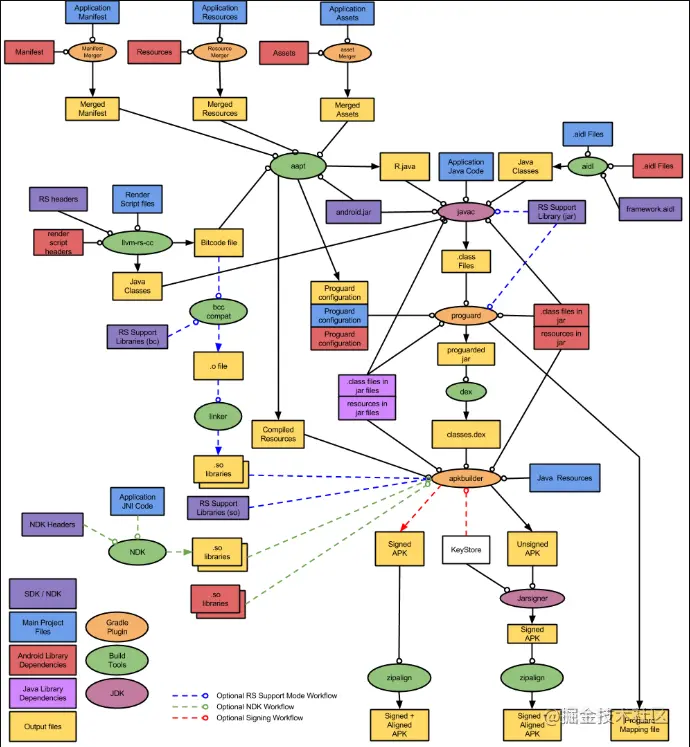 Application
Manifest
Application
Resources
Application
Assets
Manifest
Manifest
Merger
Resources
Resource
Merger
Assets
asset
Merger
Merged
Manifest
Merged
Resources
Merged
Assets
.aidl Files
aapt
R.java
Application
Java Code
Java
Classes
aidl
.aidl Files
RS headers
Render
Script files
android.jar
javac
RS Support
Library (jar)
framework.aidl
render
script
headers
llvm-rs-cc
Bitcode file
Java
Classes
.class
Files
Proguard
configuration
Proguard
configuration
Proguard
configuration
bcc
compat
proguard
.class files in
jar
resources in
jar
RS Support
Libraries (bc)
.o file
proguarded
jar
.class files in
jar files
resources in
jar files
dex
linker
Compiled
Resources
classes.dex
.so
libraries
apkbuilder
Java Resources
RS Support
Libraries (so)
Application
JNI Code
NDK Headers
NDK
.so
libraries
Signed
APK
KeyStore
Unsigned
APK
.so
libraries
Jarsigner
SDK / NDK
Main Project
Files
Gradle
Plugin
Signed
APK
Android Library
Dependencies
Build
Tools
zipalign
zipalign
Java Library
Dependencies
JDK
Optional RS Support Mode Workflow
Optional NDK Workflow
Optional Signing Workflow
Output files
Signed +
Aligned
APK
Signed And
Aligned
APK
Proguard
Mapping file
@掘金技术社区